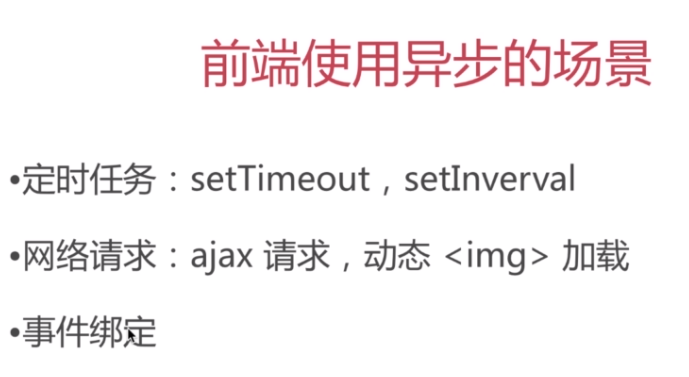 前端使用异步的场景
•定时任务：setTimeout，setInverval
•网络请求：ajax 请求，动态 <img> 加载
•事件绑定